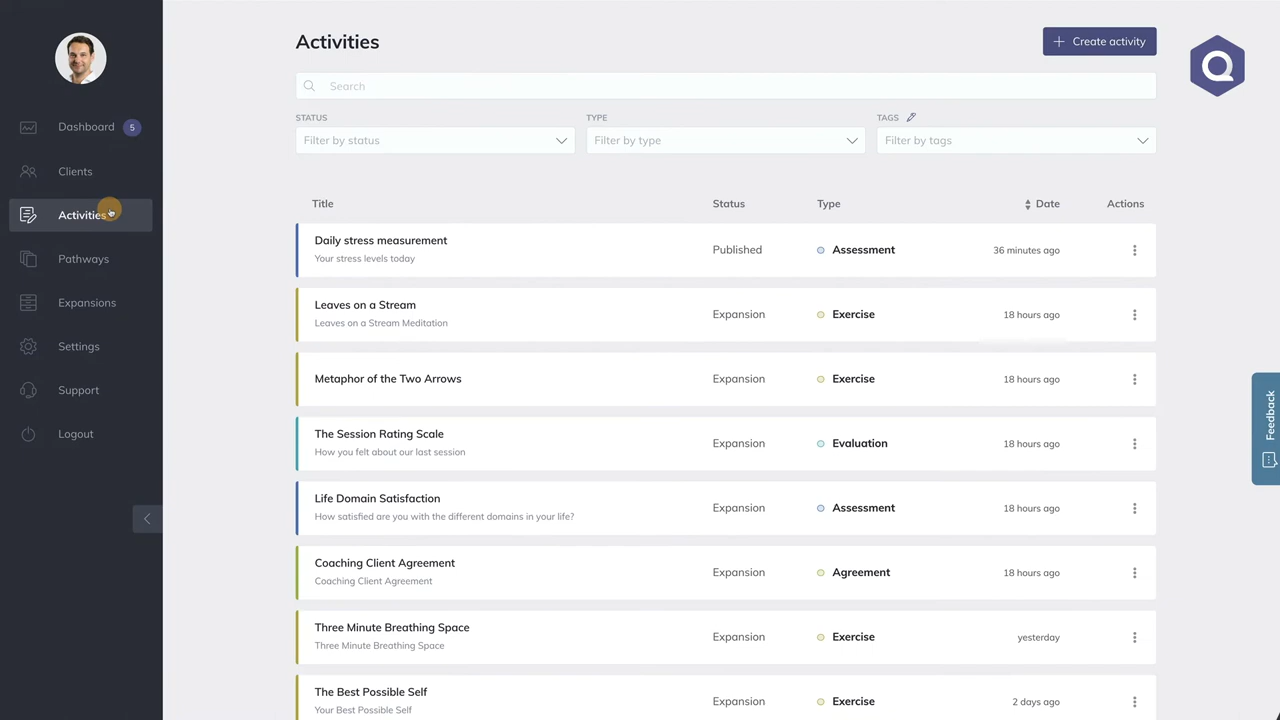 Dashboard 5
Clients
Activities
Pathways
Expansions
Settings
Support
Logout
Activities
Create activity
Search
STATUS TYPE TAGS
Filter by status Filter by type Filter by tags
Title Status Type Date Actions
Daily stress measurement
Your stress levels today
Published Assessment 36 minutes ago
Leaves on a Stream
Leaves on a Stream Meditation
Expansion Exercise 18 hours ago
Metaphor of the Two Arrows Expansion Exercise 18 hours ago
The Session Rating Scale
How you felt about our last session
Expansion Evaluation 18 hours ago
Life Domain Satisfaction
How satisfied are you with the different domains in your life?
Expansion Assessment 18 hours ago
Coaching Client Agreement
Coaching Client Agreement
Expansion Agreement 18 hours ago
Three Minute Breathing Space
Three Minute Breathing Space
Expansion Exercise yesterday
The Best Possible Self
Your Best Possible Self
Expansion Exercise 2 days ago
Feedback